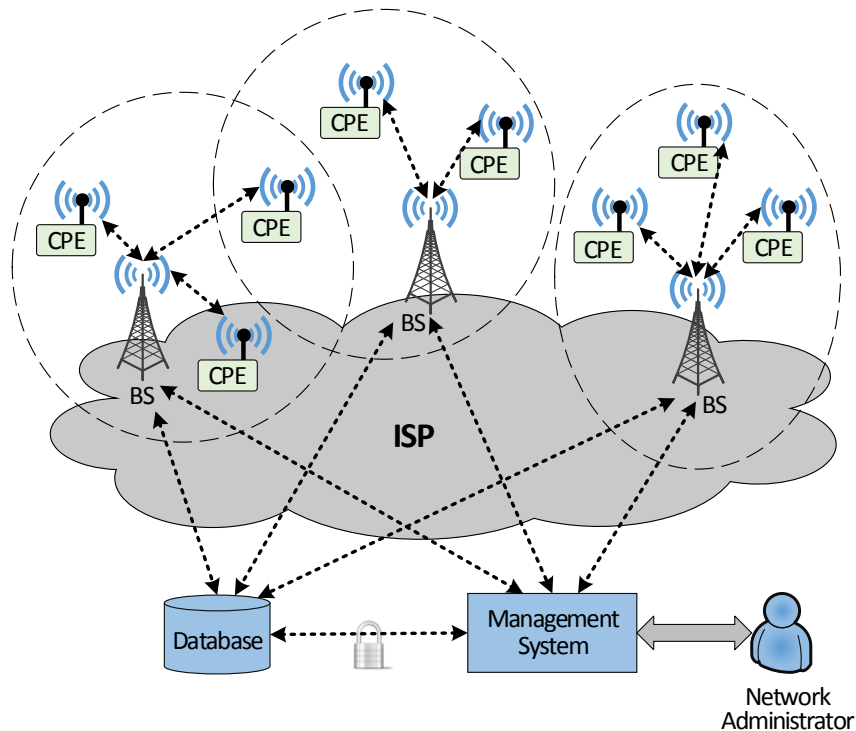 CPE
CPE
CPE
CPE
CPE
CPE
CPE
CPE
BS
BS
BS
ISP
Database
Management
System
Network
Administrator